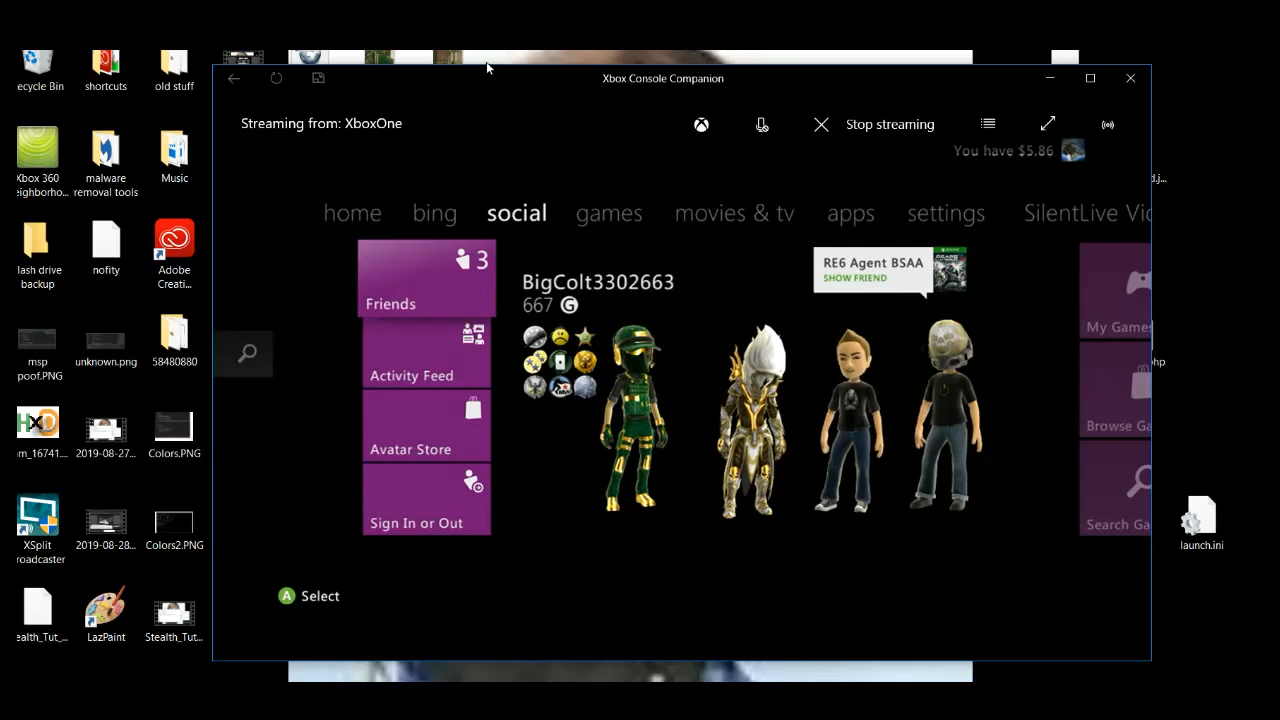 Xbox Console Companion
Streaming from: XboxOne
Stop streaming
You have $5.86
home
bing
social
games
movies & tv
apps
settings
SilentLive Vic
3
Friends
Activity Feed
Avatar Store
Sign In or Out
BigColt3302663
667 G
RE6 Agent BSAA
SHOW FRIEND
My Games
Browse Ga
Search Ga
A Select
ecycle Bin
shortcuts
old stuff
Xbox 360
eighborho...
malware
removal tools
Music
lash drive
backup
nofity
Adobe
Creati...
msp
poof.PNG
unknown.png
58480880
um_16741...
2019-08-27...
Colors.PNG
XSplit
roadcaster
2019-08-28...
Colors2.PNG
ealth_Tut_...
LazPaint
Stealth_Tut...
d.j...
hp
launch.ini